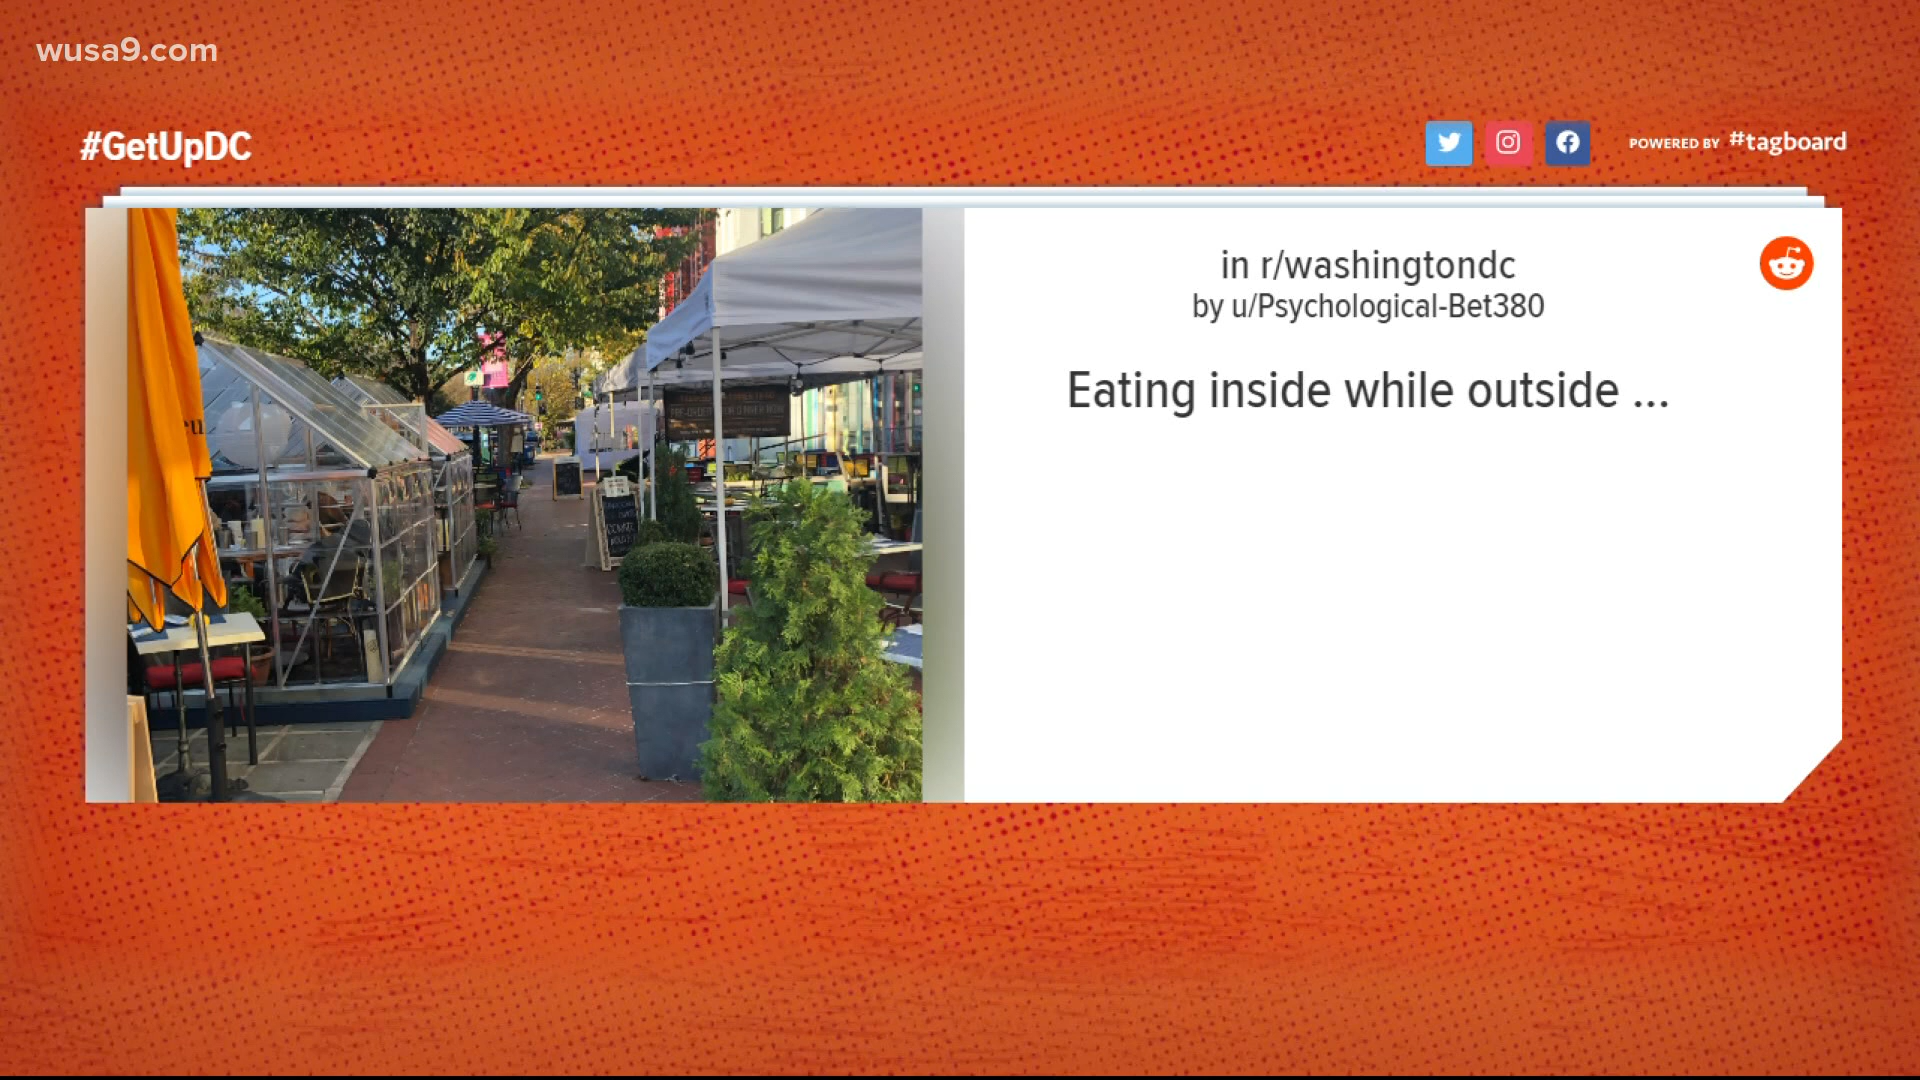 wusa9.com
#GetUpDC
POWERED BY #tagboard
in r/washingtondc
by u/Psychological-Bet380
Eating inside while outside ...